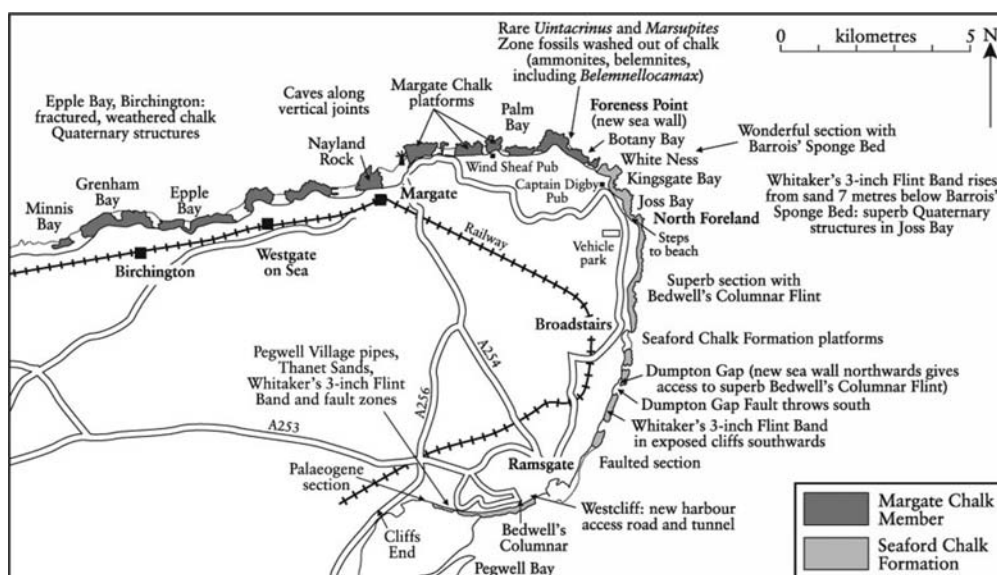 Rare Uintacrinus and Marsupites
Zone fossils washed out of chalk
(ammonites, belemnites,
including Belemnellocamax)
0 kilometres 5
N
Epple Bay, Birchington:
fractured, weathered chalk
Quaternary structures
Caves along
vertical joints
Margate Chalk
platforms
Palm
Bay
Foreness Point
(new sea wall)
Botany Bay
White Ness
Wonderful section with
Barrois' Sponge Bed
Nayland
Rock
Wind Sheaf Pub
Captain Digby
Pub
Kingsgate Bay
Joss Bay
North Foreland
Whitaker's 3-inch Flint Band rises
from sand 7 metres below Barrois'
Sponge Bed: superb Quaternary
structures in Joss Bay
Grenham
Bay
Minnis
Bay
Epple
Bay
Margate
Birchington
Westgate
on Sea
Railway
Vehicle
park
Steps
to beach
Superb section with
Bedwell's Columnar Flint
Broadstairs
Seaford Chalk Formation platforms
Pegwell Village pipes,
Thanet Sands,
Whitaker's 3-inch Flint
Band and fault zones
A256
A254
A253
Dumpton Gap (new sea wall northwards gives
access to superb Bedwell's Columnar Flint)
Dumpton Gap Fault throws south
Whitaker's 3-inch Flint Band
in exposed cliffs southwards
Ramsgate
Faulted section
Palaeogene
section
Westcliff: new harbour
access road and tunnel
Cliffs
End
Bedwell's
Columnar
Pegwell Bay
Margate Chalk
Member
Seaford Chalk
Formation